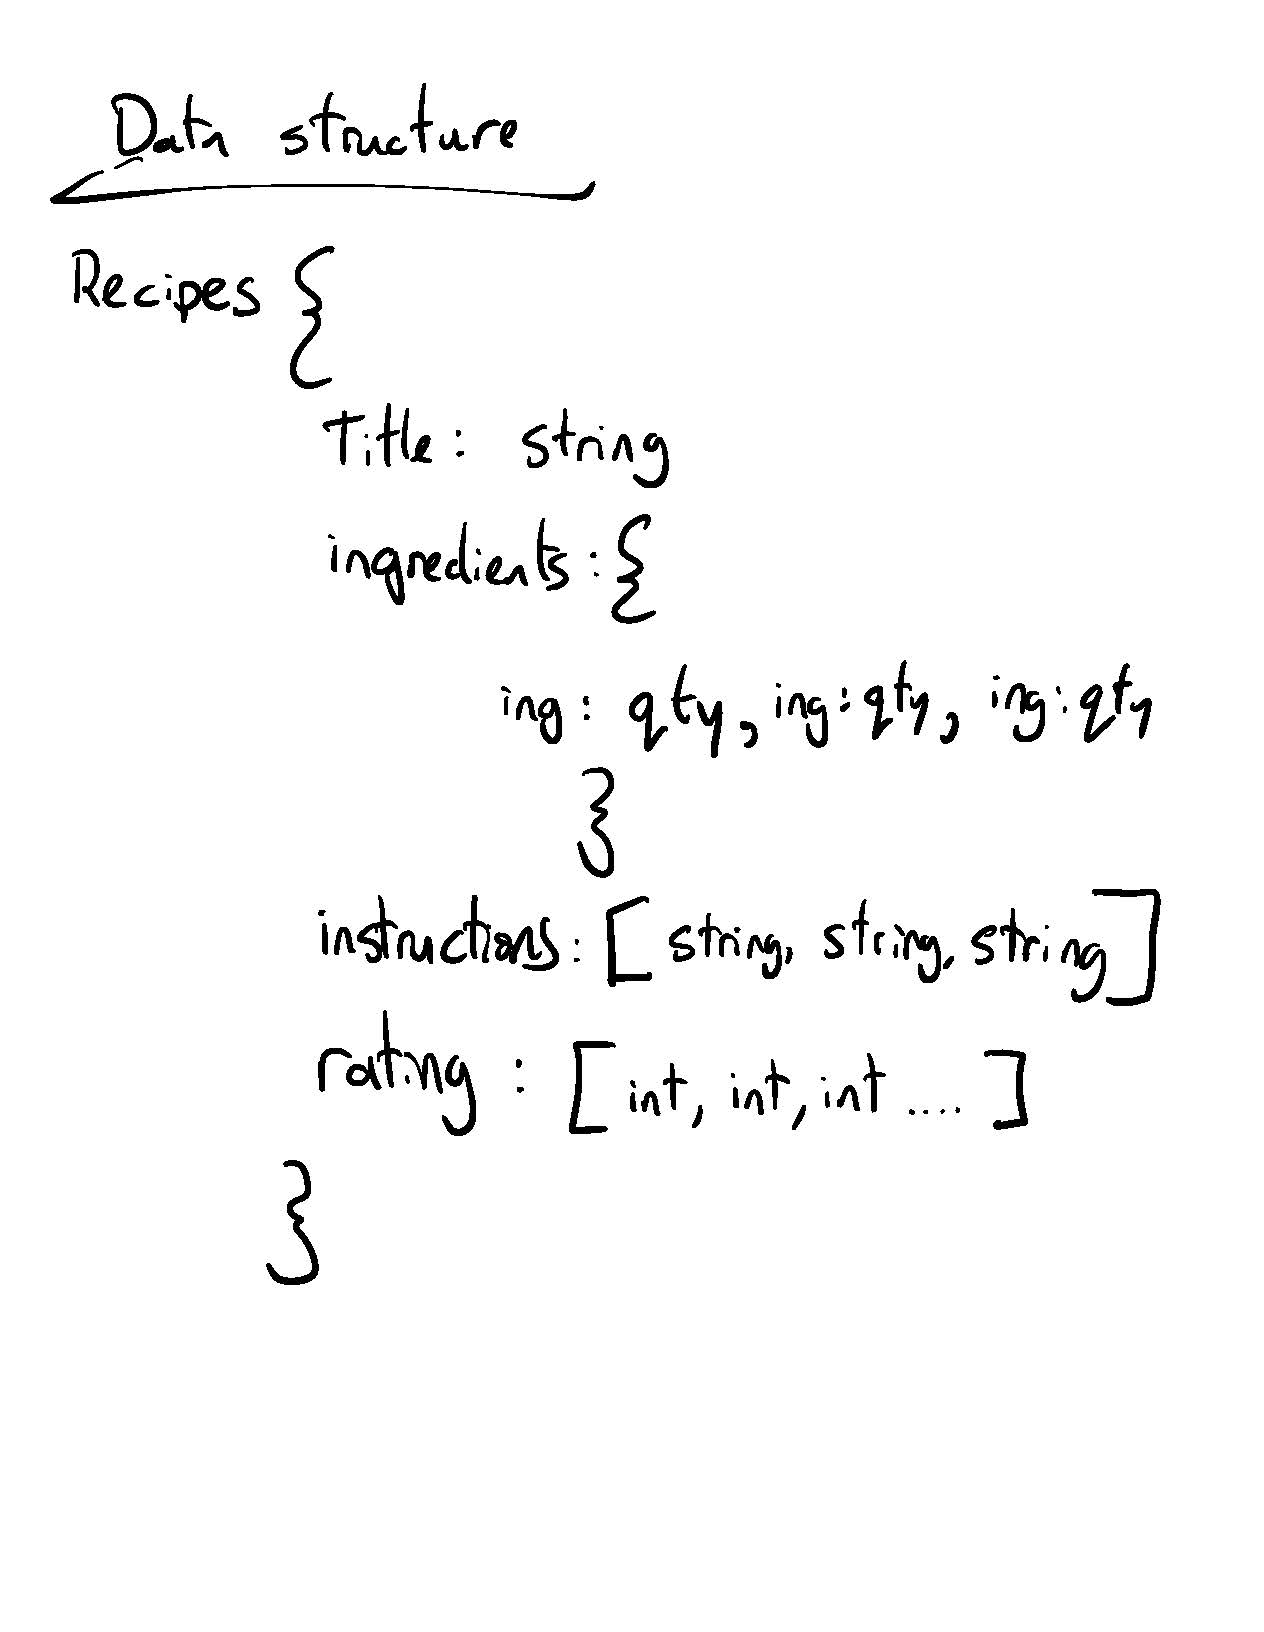 Data structure
Recipes {
Title: string
ingredients: {
ing: qty, ing: qty, ing: qty
}
instructions: [string, string, string]
rating: [int, int, int ....]
}